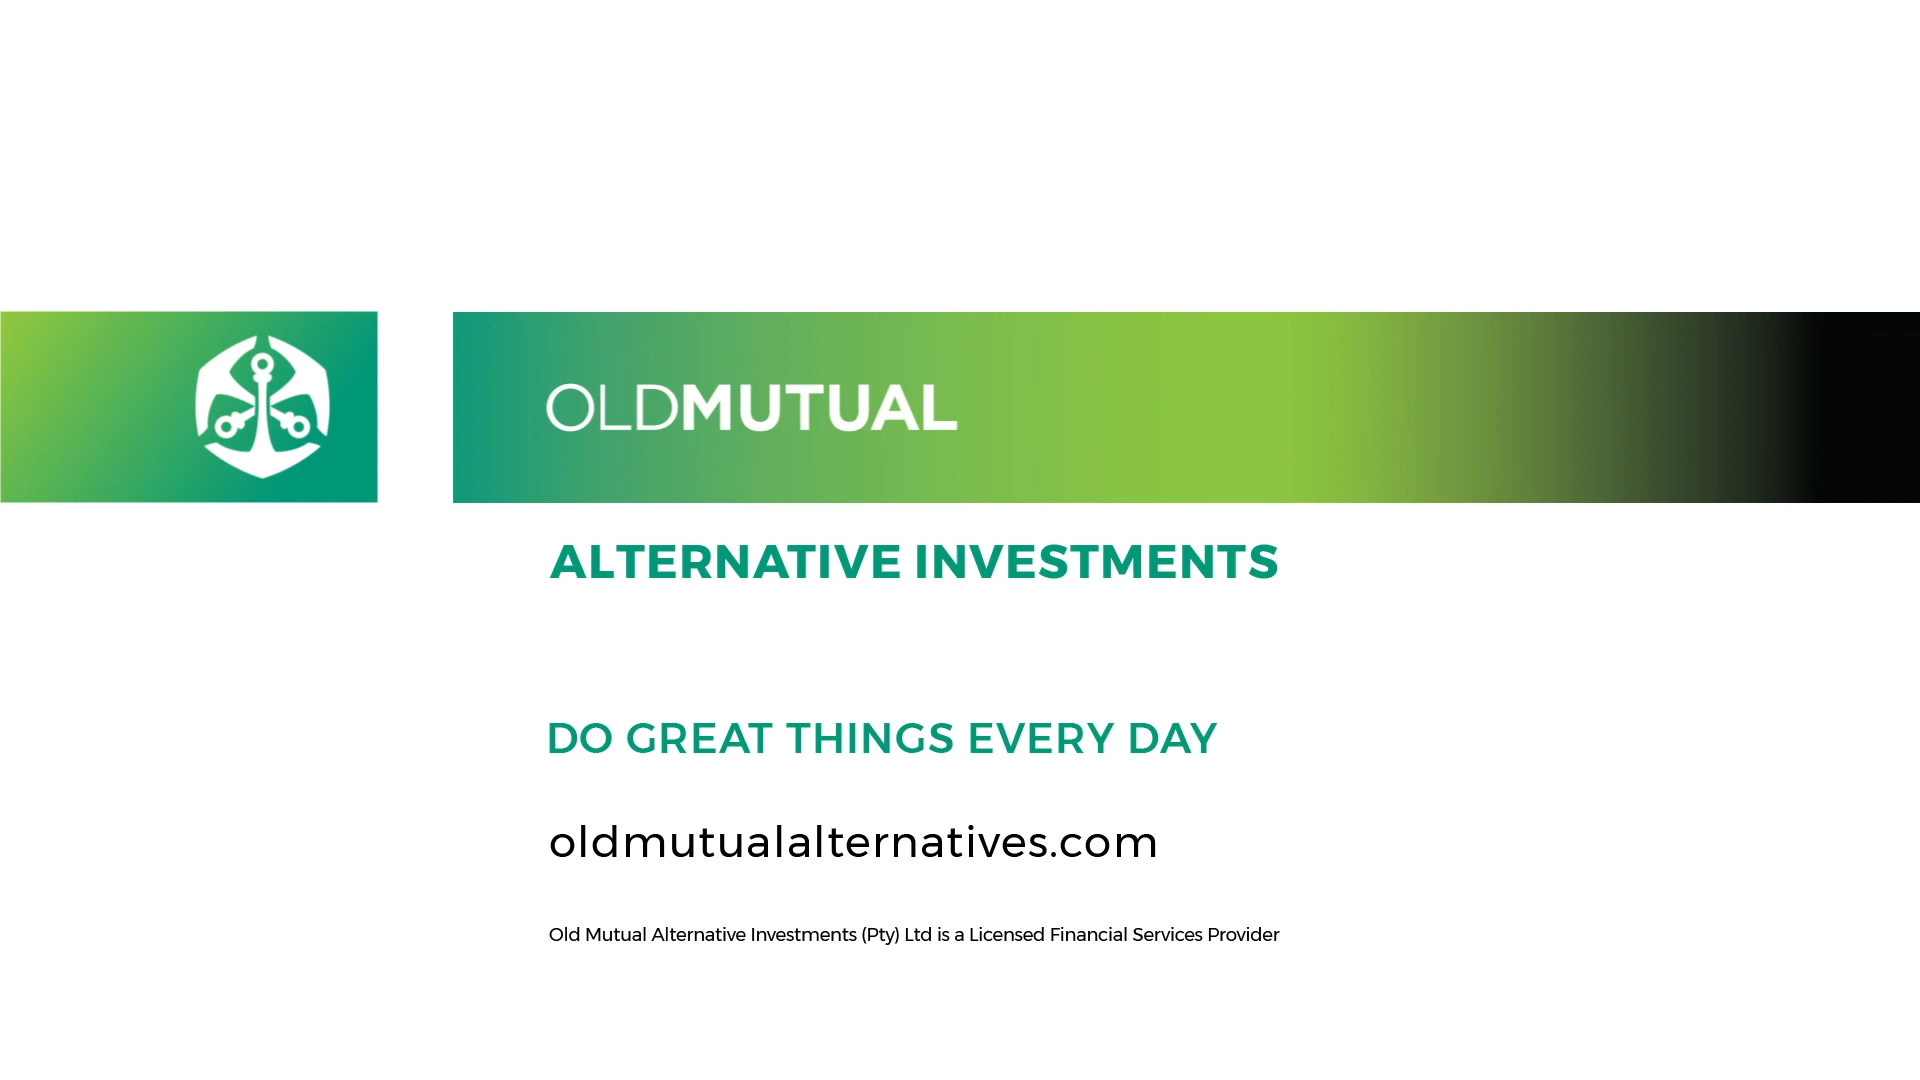 OLDMUTUAL
ALTERNATIVE INVESTMENTS
DO GREAT THINGS EVERY DAY
oldmutualalternatives.com
Old Mutual Alternative Investments (Pty) Ltd is a Licensed Financial Services Provider